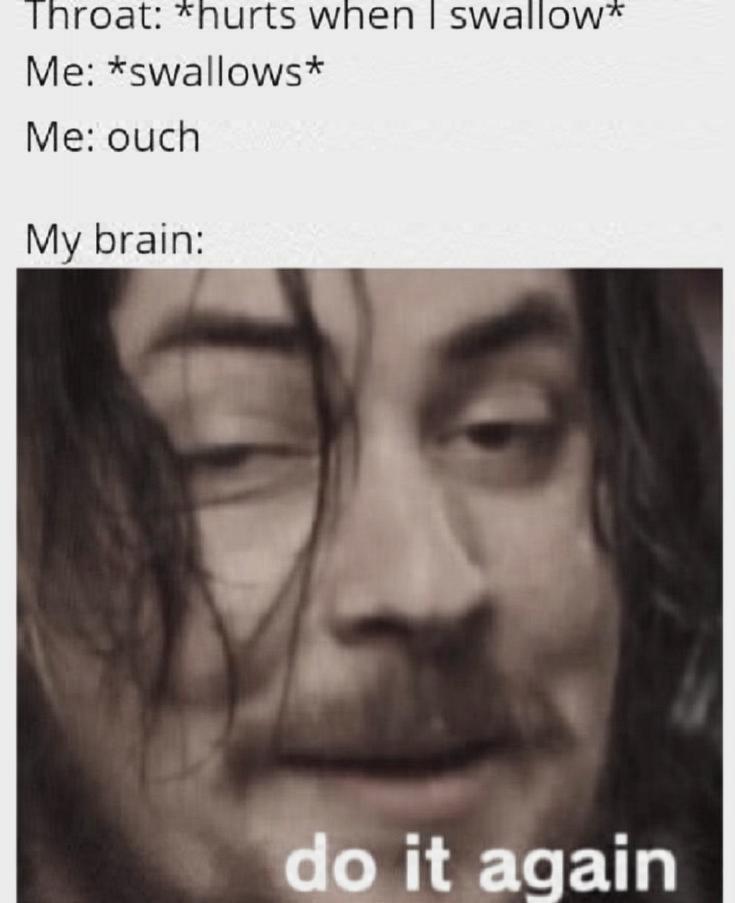 Throat: *hurts when I swallow*
Me: *swallows*
Me: ouch
My brain:
do it again